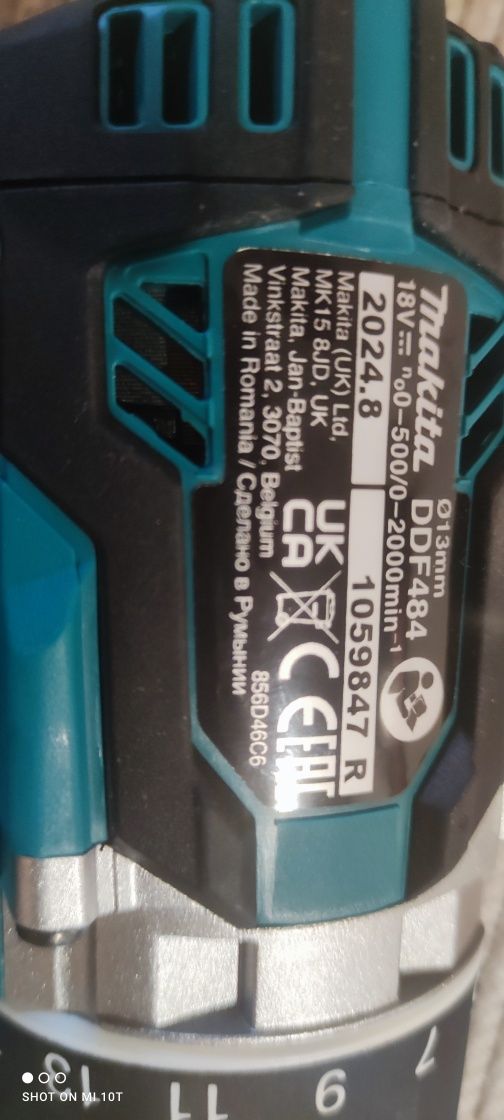 makita
Ø13mm
DDF484
18V⎓ n₀0-500/0-2000min⁻¹
2024.8
1059847 R
Makita (UK) Ltd,
MK15 8JD, UK
Makita, Jan-Baptist
Vinkstraat 2, 3070, Belgium
Made in Romania / Сделано в Румынии
UK
CA
CE
EAC
856D46C6
7
9
11
13
SHOT ON MI 10T